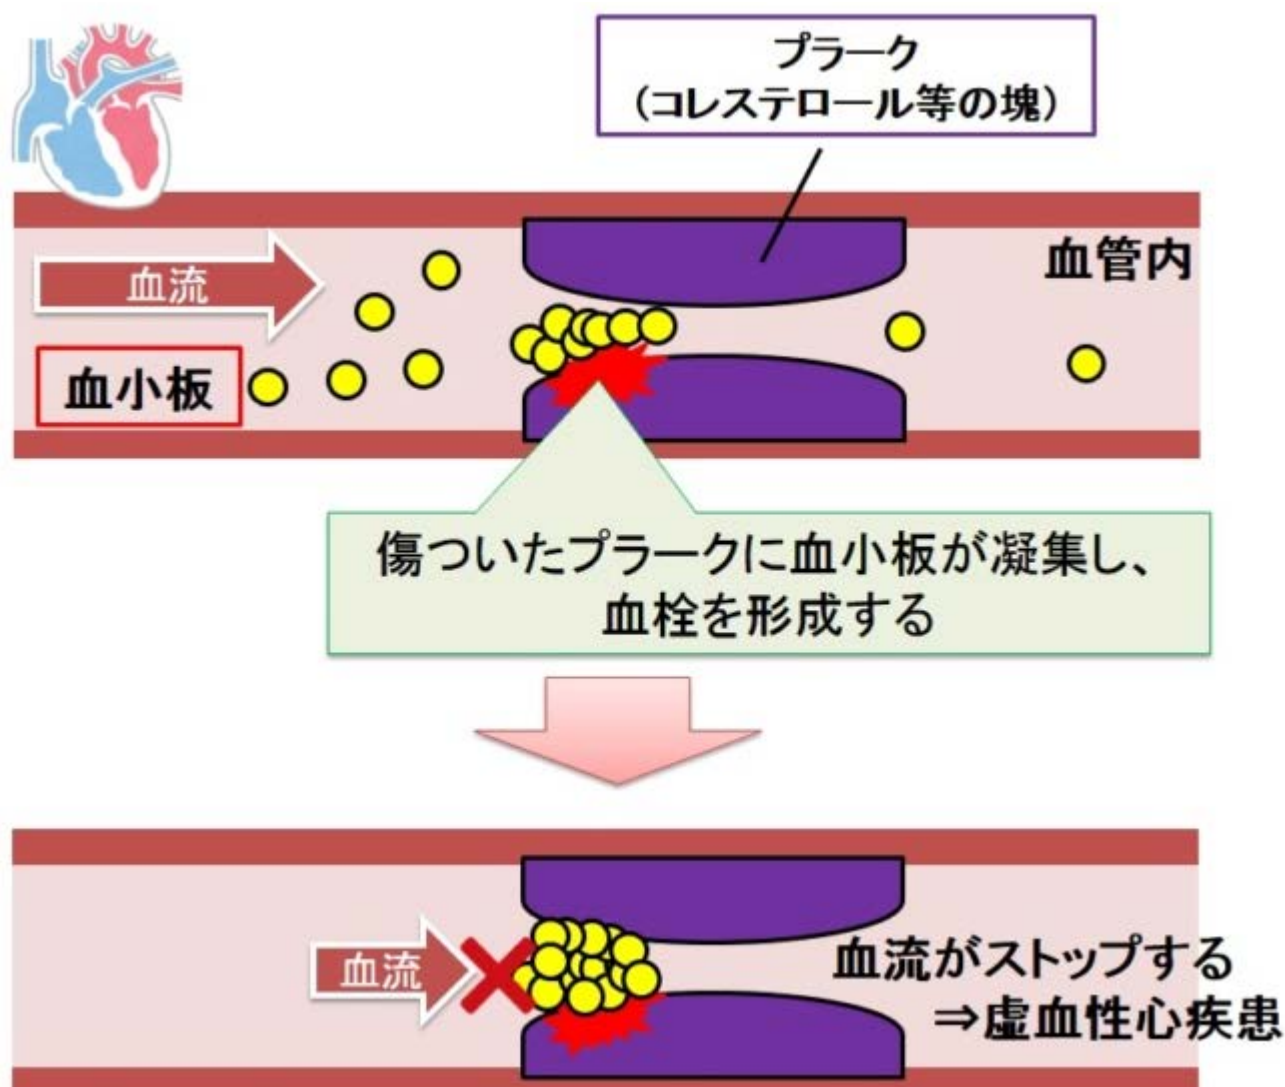 プラーク
（コレステロール等の塊）
血管内
血流
血小板
傷ついたプラークに血小板が凝集し、
血栓を形成する
血流
血流がストップする
⇒虚血性心疾患